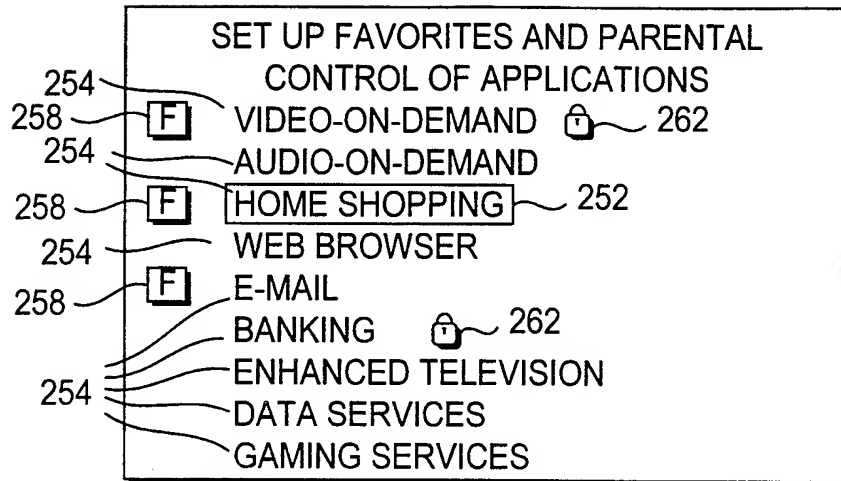 SET UP FAVORITES AND PARENTAL
CONTROL OF APPLICATIONS
254
258 F VIDEO-ON-DEMAND 262
254 AUDIO-ON-DEMAND
258 F HOME SHOPPING 252
254 WEB BROWSER
258 F E-MAIL
BANKING 262
254 ENHANCED TELEVISION
DATA SERVICES
GAMING SERVICES